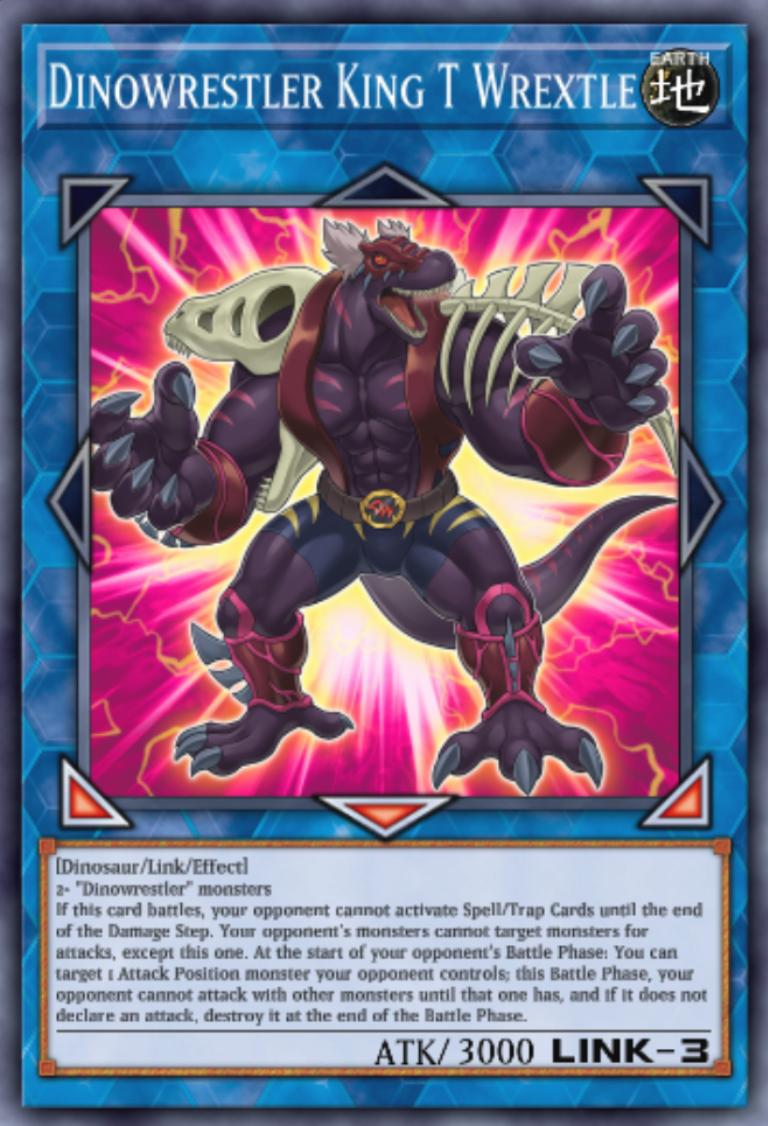 DINOWRESTLER KING T WREXTLE
EARTH
地
[Dinosaur/Link/Effect]
2+ "Dinowrestler" monsters
If this card battles, your opponent cannot activate Spell/Trap Cards until the end
of the Damage Step. Your opponent's monsters cannot target monsters for
attacks, except this one. At the start of your opponent's Battle Phase: You can
target 1 Attack Position monster your opponent controls; this Battle Phase, your
opponent cannot attack with other monsters until that one has, and if it does not
declare an attack, destroy it at the end of the Battle Phase.
ATK/ 3000 LINK-3